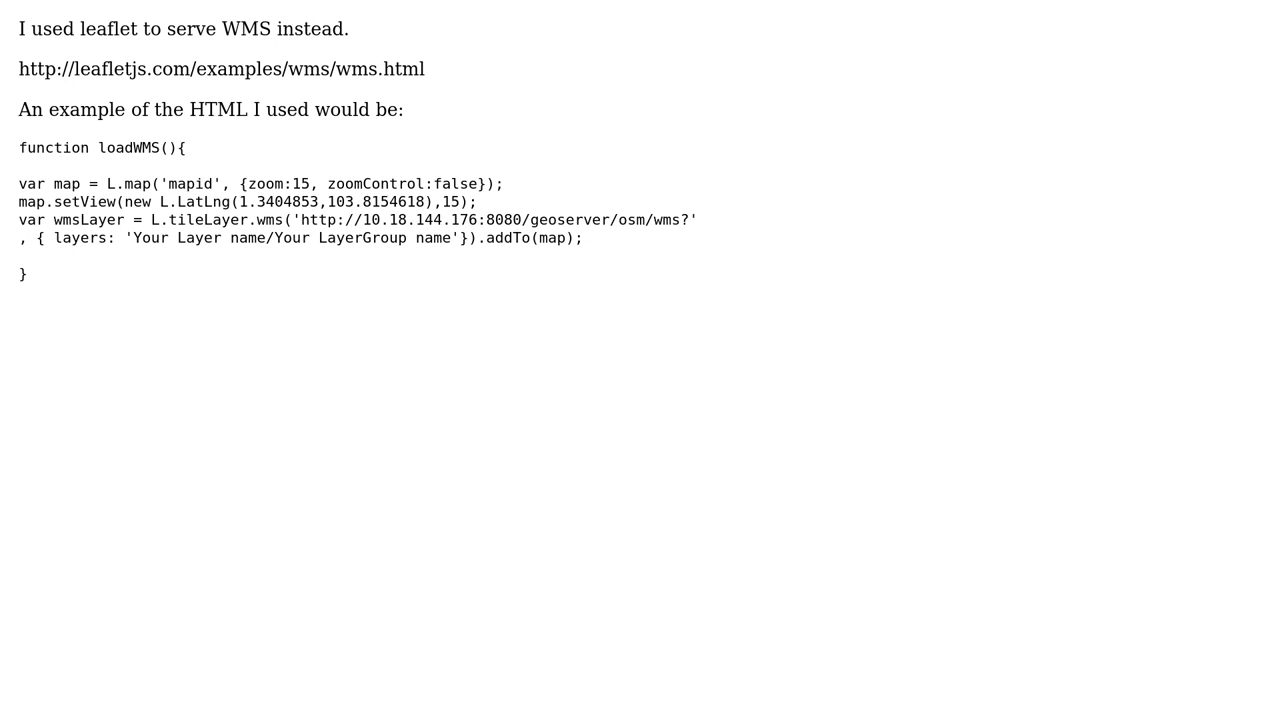 I used leaflet to serve WMS instead.
http://leafletjs.com/examples/wms/wms.html
An example of the HTML I used would be:
function loadWMS(){
var map = L.map('mapid', {zoom:15, zoomControl:false});
map.setView(new L.LatLng(1.3404853,103.8154618),15);
var wmsLayer = L.tileLayer.wms('http://10.18.144.176:8080/geoserver/osm/wms?'
, { layers: 'Your Layer name/Your LayerGroup name'}).addTo(map);
}